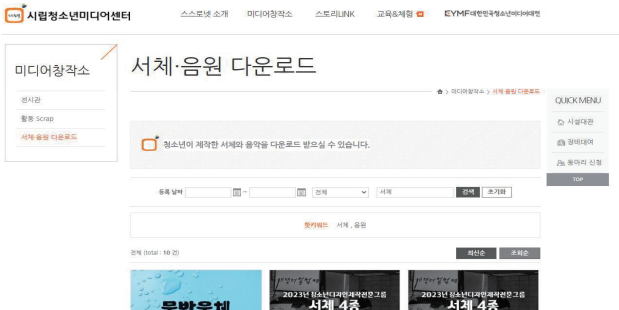 시립청소년미디어센터
스스로넷 소개 미디어창작소 스토리LINK 교육&체험 EYMF대한민국청소년미디어대전
미디어창작소
전시관
활동 Scrap
서체·음원 다운로드
서체·음원 다운로드
> 미디어창작소 > 서체·음원 다운로드
청소년이 제작한 서체와 음악을 다운로드 받으실 수 있습니다.
등록 날짜 ~ 전체 서체 검색 초기화
핫키워드 서체 , 음원
전체 (total : 10 건) 최신순 조회순
QUICK MENU
시설대관
장비대여
동아리 신청
TOP
물방울체
2023년 청소년디자인제작전문그룹
서체 4종
2023년 청소년디자인제작전문그룹
서체 4종